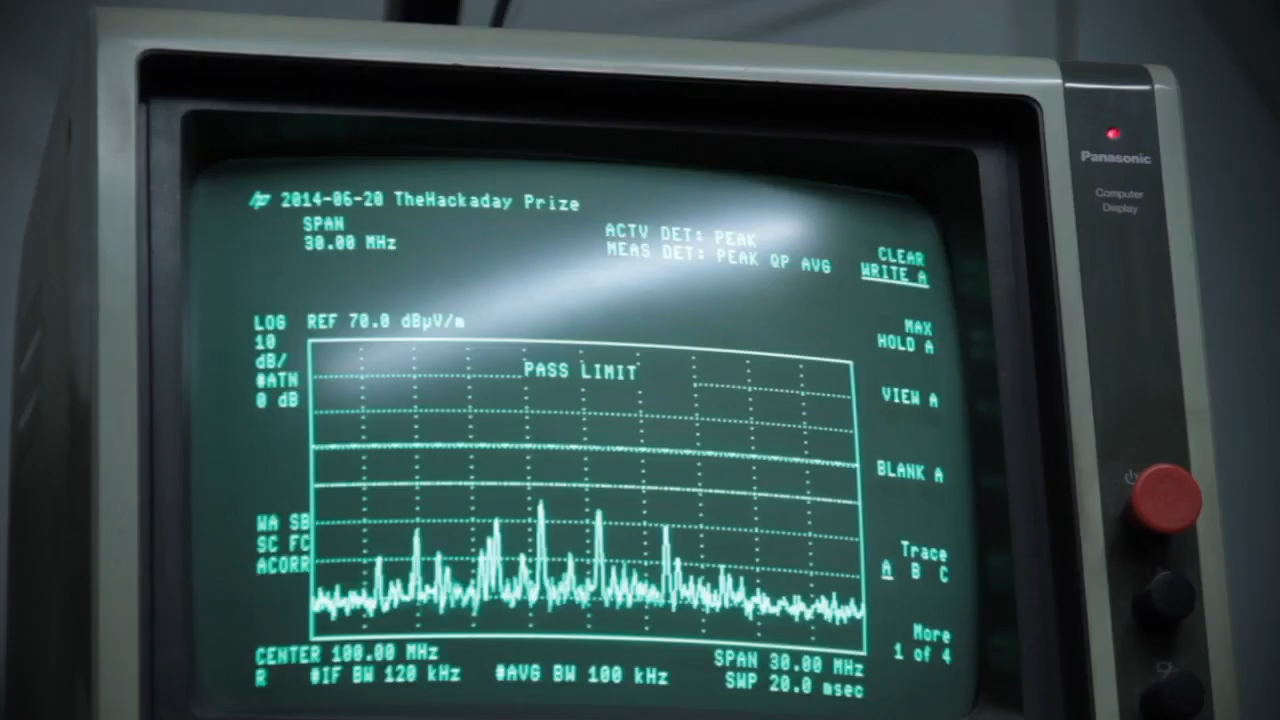 hp 2014-06-20 TheHackaday Prize
SPAN
30.00 MHz
ACTV DET: PEAK
MEAS DET: PEAK QP AVG
CLEAR
WRITE A
LOG
10
dB/
#ATN
0 dB
REF 70.0 dBµV/m
PASS LIMIT
MAX
HOLD A
VIEW A
BLANK A
WA SB
SC FC
ACORR
Trace
A B C
More
1 of 4
CENTER 100.00 MHz
SPAN 30.00 MHz
R
#IF BW 120 kHz
#AVG BW 100 kHz
SWP 20.0 msec
Panasonic
Computer
Display